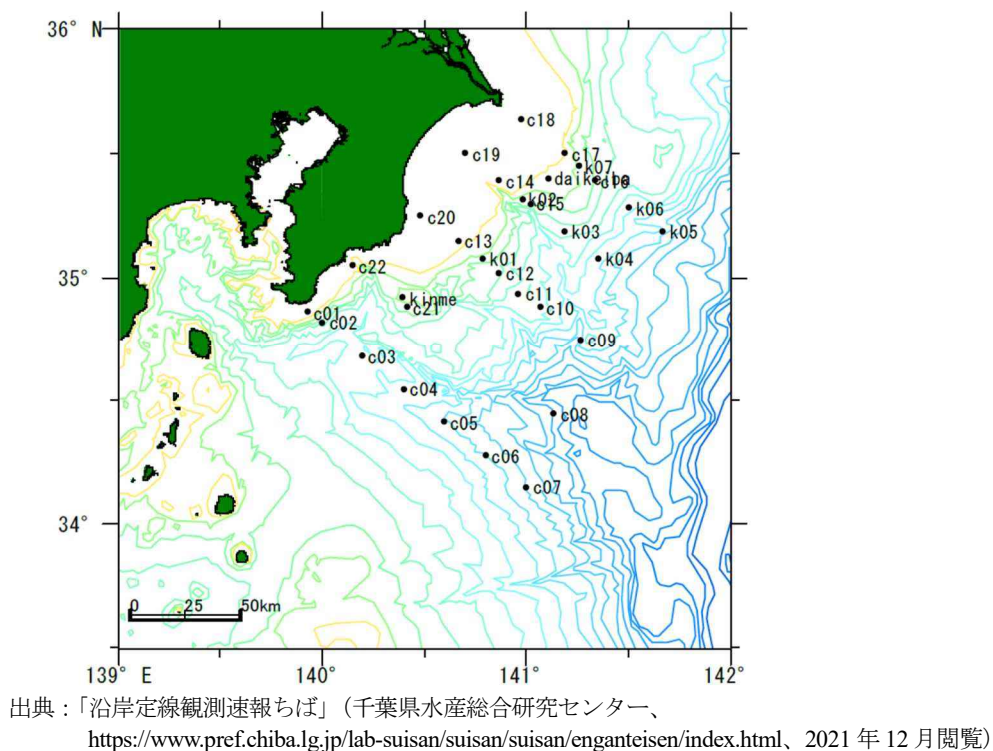 36° N
c18
c19
c17
k07
c14
daikeiba
c16
k02
c15
k06
c20
k03
k05
c13
k01
k04
c22
c12
35°
c11
kinme
c21
c10
c01
c02
c09
c03
c04
c08
c05
c06
c07
34°
0 25 50km
139° E 140° 141° 142°
出典：「沿岸定線観測速報ちば」（千葉県水産総合研究センター、
https://www.pref.chiba.lg.jp/lab-suisan/suisan/suisan/enganteisen/index.html、2021 年 12 月閲覧）